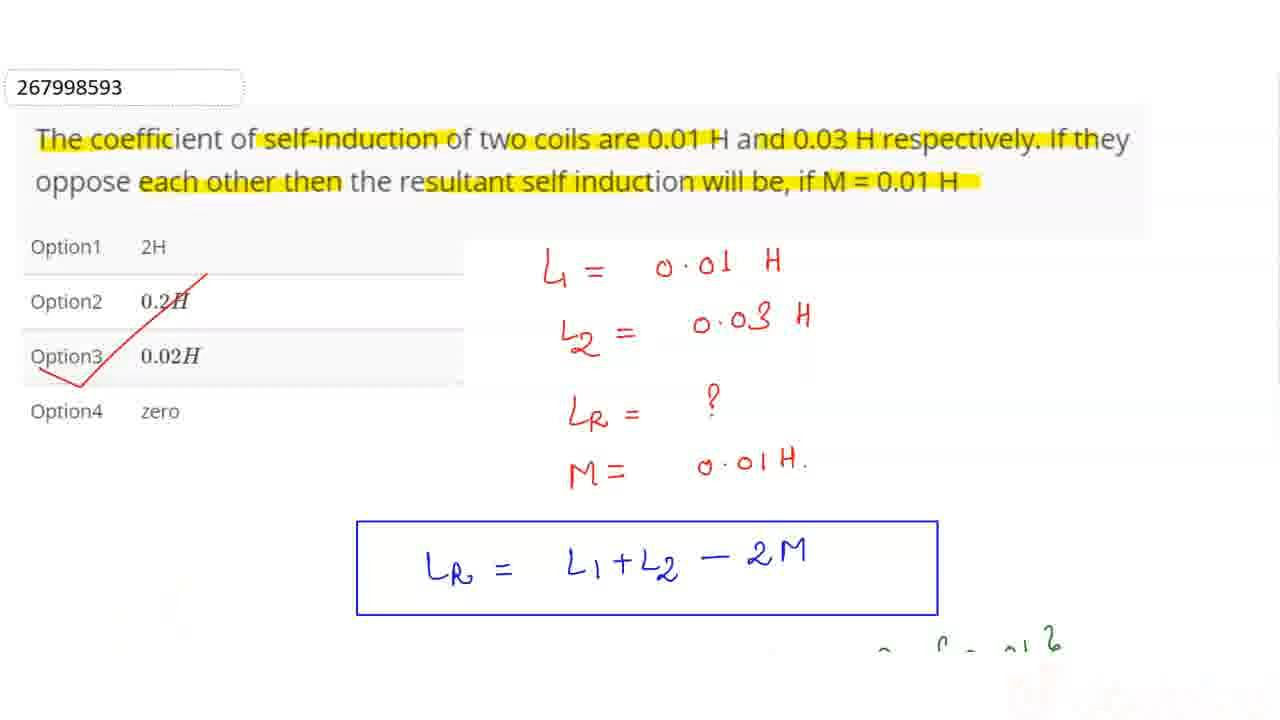 267998593
The coefficient of self-induction of two coils are 0.01 H and 0.03 H respectively. If they
oppose each other then the resultant self induction will be, if M = 0.01 H
Option1 2H
Option2 0.2H
Option3 0.02H
Option4 zero
L1 = 0.01 H
L2 = 0.03 H
LR = ?
M = 0.01 H.
LR = L1 + L2 - 2M